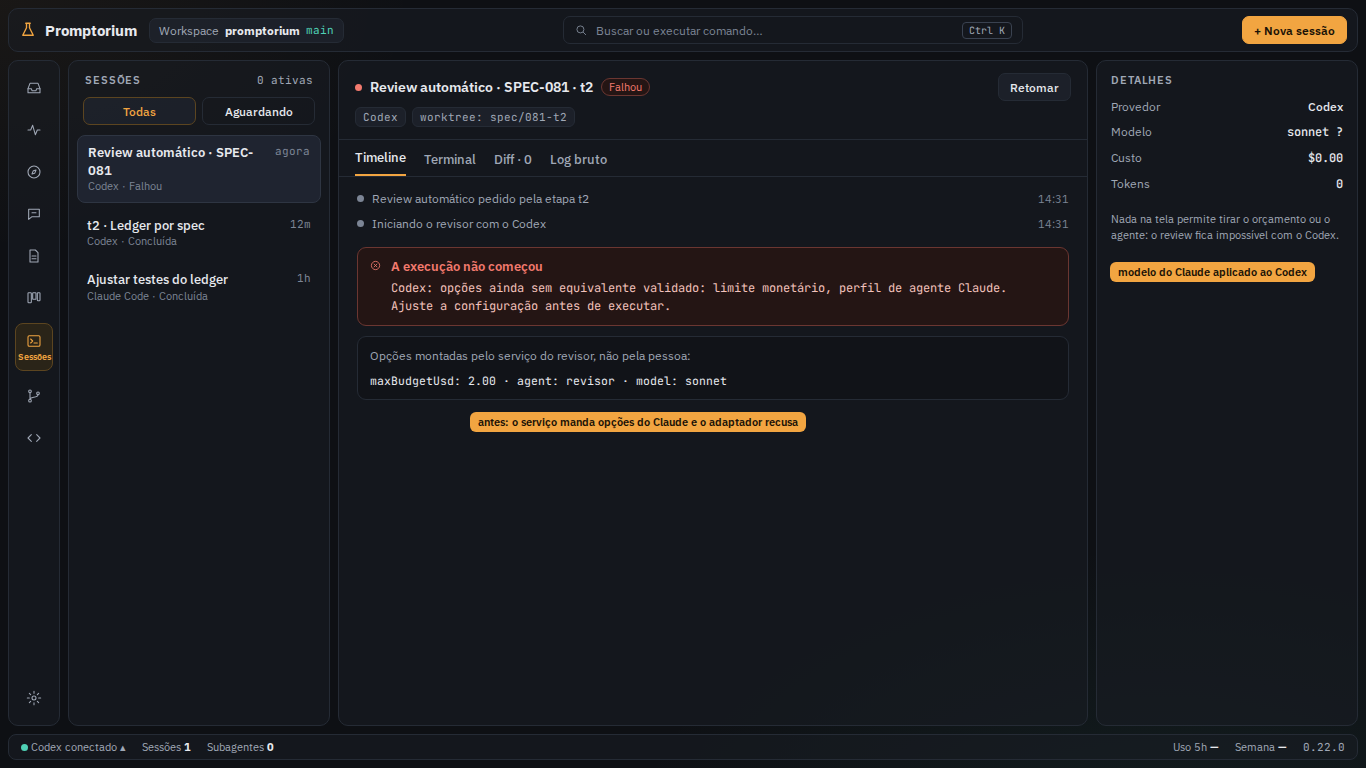 Promptorium
Workspace promptorium main
Buscar ou executar comando...
Ctrl K
+ Nova sessão
Sessões
SESSÕES
0 ativas
Todas
Aguardando
Review automático · SPEC-
081
agora
Codex · Falhou
t2 · Ledger por spec
12m
Codex · Concluída
Ajustar testes do ledger
1h
Claude Code · Concluída
Review automático · SPEC-081 · t2
Falhou
Retomar
Codex
worktree: spec/081-t2
Timeline
Terminal
Diff · 0
Log bruto
Review automático pedido pela etapa t2
14:31
Iniciando o revisor com o Codex
14:31
A execução não começou
Codex: opções ainda sem equivalente validado: limite monetário, perfil de agente Claude.
Ajuste a configuração antes de executar.
Opções montadas pelo serviço do revisor, não pela pessoa:
maxBudgetUsd: 2.00 · agent: revisor · model: sonnet
antes: o serviço manda opções do Claude e o adaptador recusa
DETALHES
Provedor
Codex
Modelo
sonnet ?
Custo
$0.00
Tokens
0
Nada na tela permite tirar o orçamento ou o
agente: o review fica impossível com o Codex.
modelo do Claude aplicado ao Codex
Codex conectado ▴
Sessões 1
Subagentes 0
Uso 5h —
Semana —
0.22.0